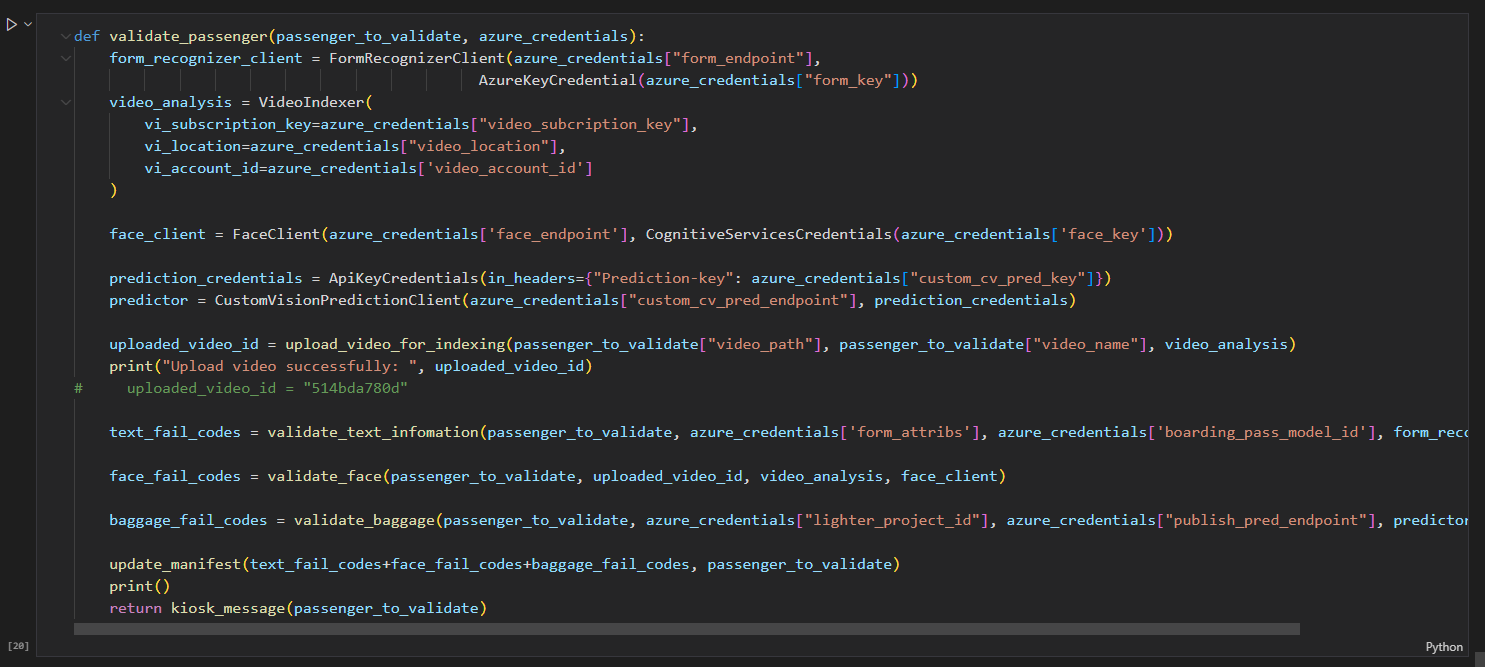 def validate_passenger(passenger_to_validate, azure_credentials):
    form_recognizer_client = FormRecognizerClient(azure_credentials["form_endpoint"],
                                          AzureKeyCredential(azure_credentials["form_key"]))
    video_analysis = VideoIndexer(
        vi_subscription_key=azure_credentials["video_subcription_key"],
        vi_location=azure_credentials["video_location"],
        vi_account_id=azure_credentials['video_account_id']
    )
    face_client = FaceClient(azure_credentials['face_endpoint'], CognitiveServicesCredentials(azure_credentials['face_key']))
    prediction_credentials = ApiKeyCredentials(in_headers={"Prediction-key": azure_credentials["custom_cv_pred_key"]})
    predictor = CustomVisionPredictionClient(azure_credentials["custom_cv_pred_endpoint"], prediction_credentials)
    uploaded_video_id = upload_video_for_indexing(passenger_to_validate["video_path"], passenger_to_validate["video_name"], video_analysis)
    print("Upload video successfully: ", uploaded_video_id)
#     uploaded_video_id = "514bda780d"
    text_fail_codes = validate_text_infomation(passenger_to_validate, azure_credentials['form_attribs'], azure_credentials['boarding_pass_model_id'], form_reco
    face_fail_codes = validate_face(passenger_to_validate, uploaded_video_id, video_analysis, face_client)
    baggage_fail_codes = validate_baggage(passenger_to_validate, azure_credentials["lighter_project_id"], azure_credentials["publish_pred_endpoint"], predictor
    update_manifest(text_fail_codes+face_fail_codes+baggage_fail_codes, passenger_to_validate)
    print()
    return kiosk_message(passenger_to_validate)
[20]
Python